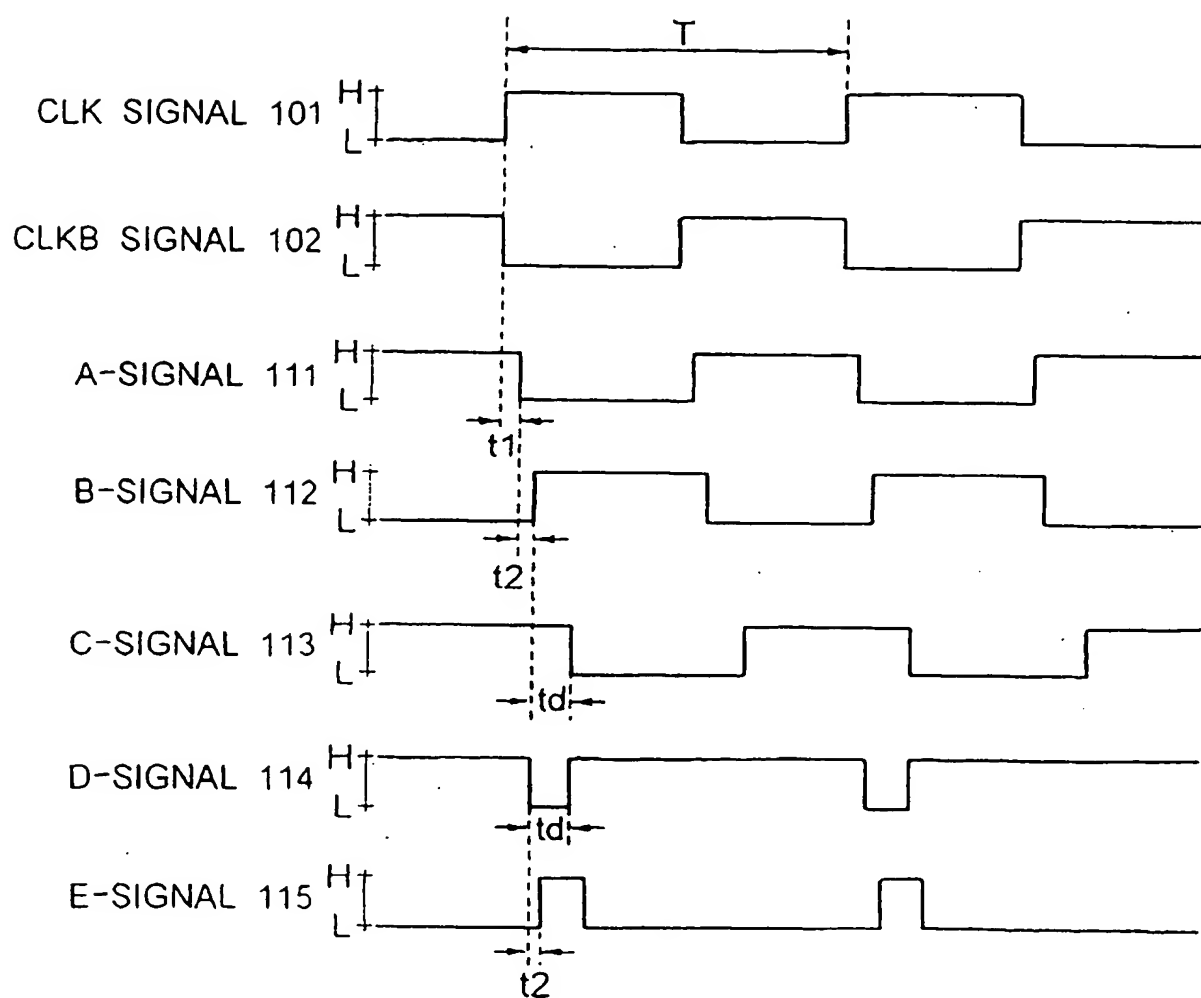 T
CLK SIGNAL 101 H
L
CLKB SIGNAL 102 H
L
A-SIGNAL 111 H
L
t1
B-SIGNAL 112 H
L
t2
C-SIGNAL 113 H
L
td
D-SIGNAL 114 H
L
td
E-SIGNAL 115 H
L
t2